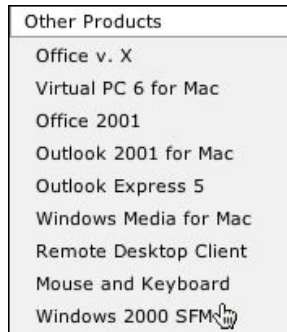 Other Products
Office v. X
Virtual PC 6 for Mac
Office 2001
Outlook 2001 for Mac
Outlook Express 5
Windows Media for Mac
Remote Desktop Client
Mouse and Keyboard
Windows 2000 SFM